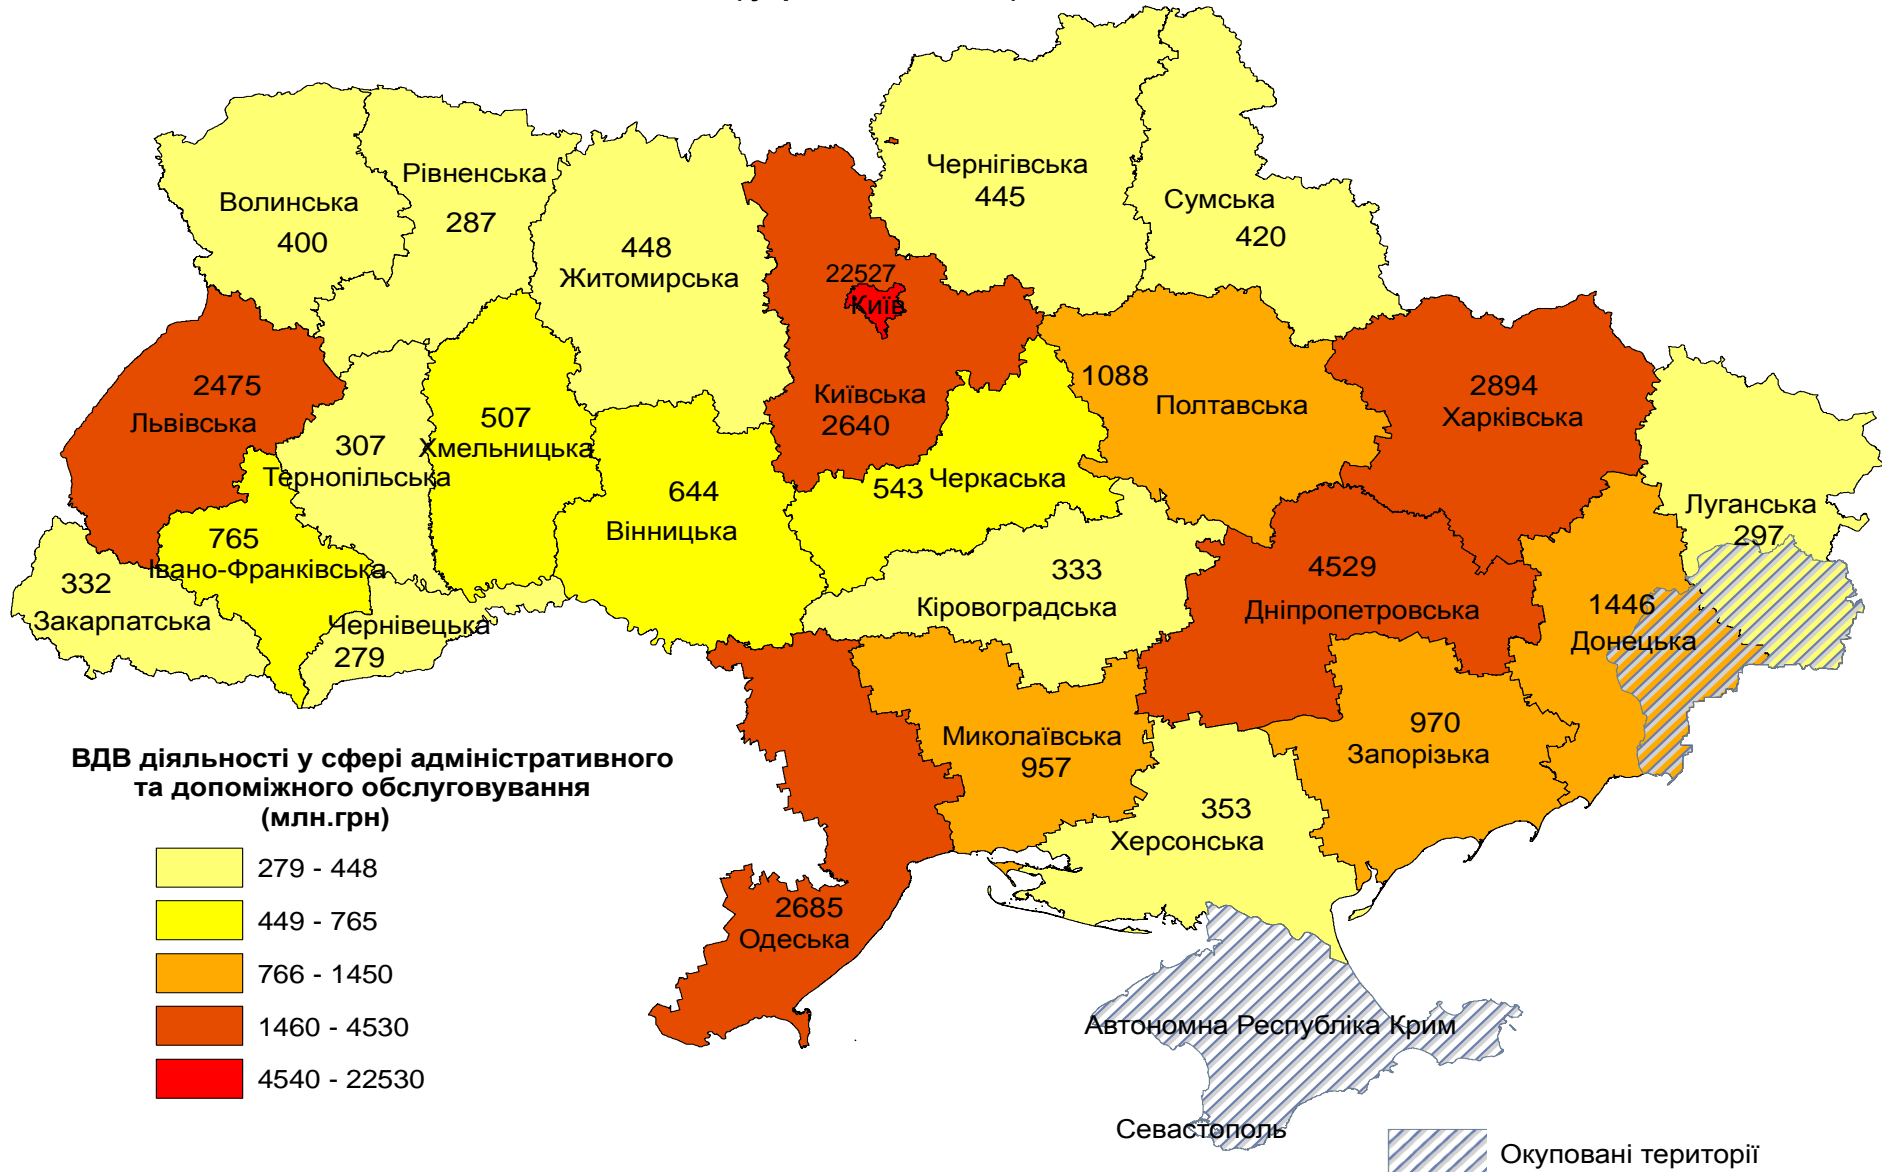 Чернігівська
445
Рівненська
287
Волинська
400
Сумська
420
448
Житомирська
22527
Київ
2475
Львівська
507
Хмельницька
307
Тернопільська
Київська
2640
1088
Полтавська
2894
Харківська
543 Черкаська
644
Вінницька
765
Івано-Франківська
332
Закарпатська
Чернівецька
279
333
Кіровоградська
4529
Дніпропетровська
Луганська
297
1446
Донецька
Миколаївська
957
970
Запорізька
353
Херсонська
2685
Одеська
Автономна Республіка Крим
Севастополь
ВДВ діяльності у сфері адміністративного
та допоміжного обслуговування
(млн.грн)
279 - 448
449 - 765
766 - 1450
1460 - 4530
4540 - 22530
Окуповані території